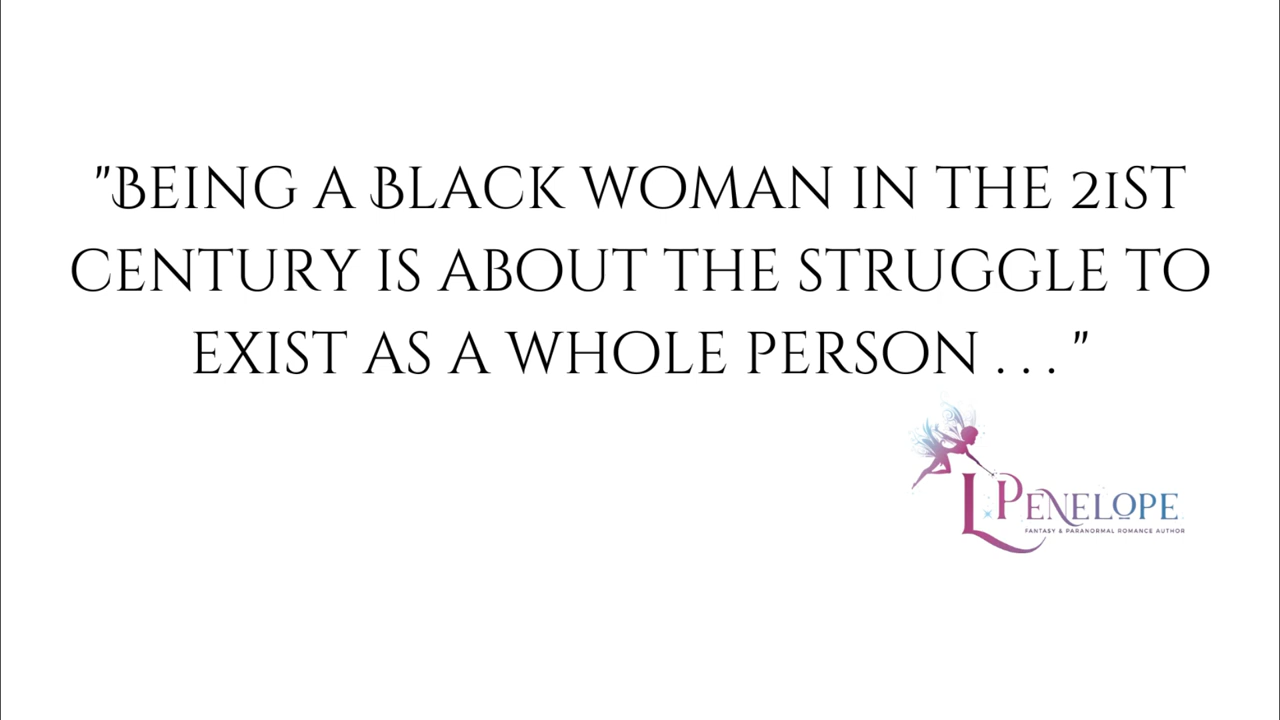 "Being a Black woman in the 21st
century is about the struggle to
exist as a whole person . . . "
L. Penelope
Fantasy & Paranormal Romance Author